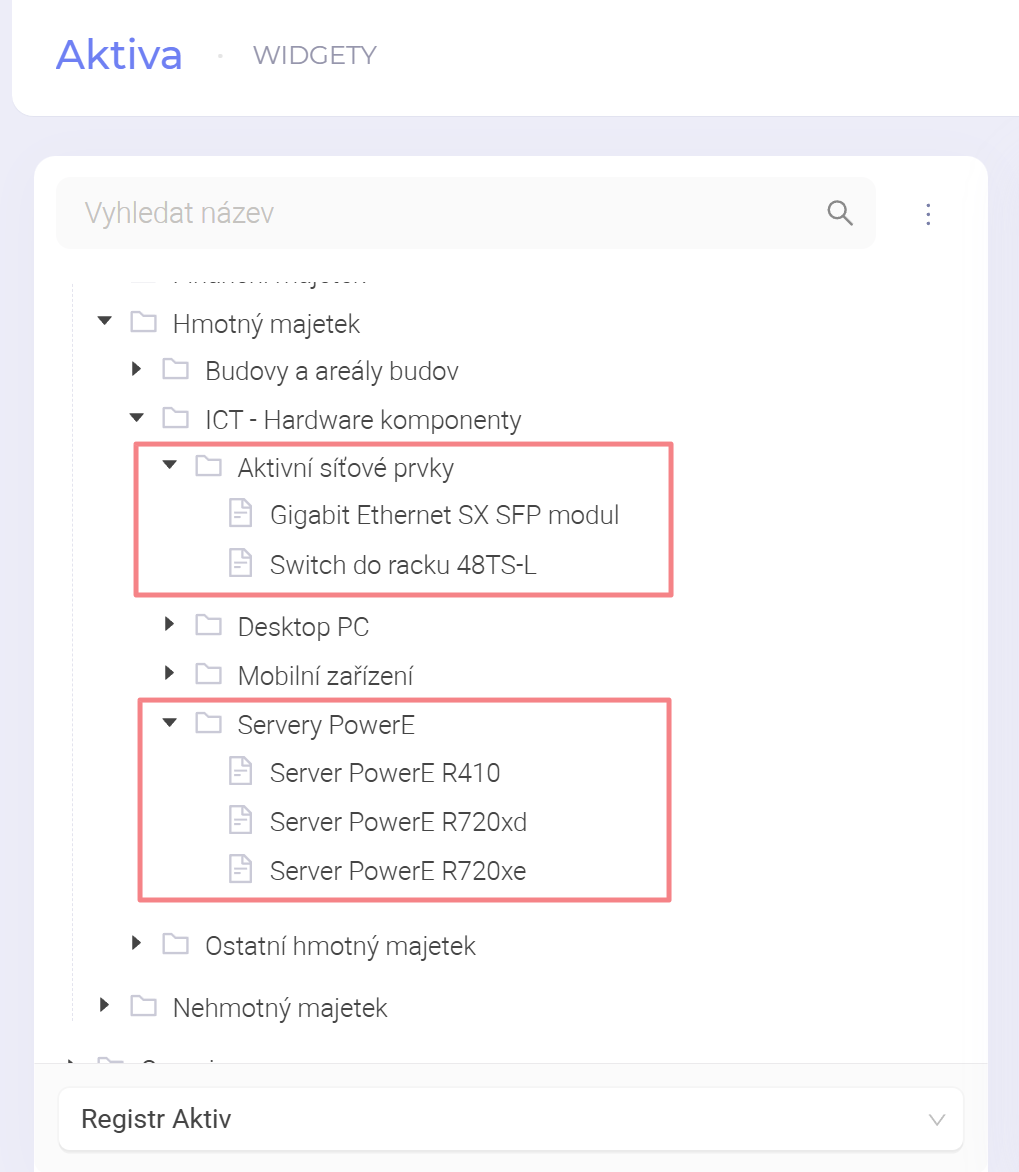 Aktiva · WIDGETY
Vyhledat název
Hmotný majetek
Budovy a areály budov
ICT - Hardware komponenty
Aktivní síťové prvky
Gigabit Ethernet SX SFP modul
Switch do racku 48TS-L
Desktop PC
Mobilní zařízení
Servery PowerE
Server PowerE R410
Server PowerE R720xd
Server PowerE R720xe
Ostatní hmotný majetek
Nehmotný majetek
Registr Aktiv